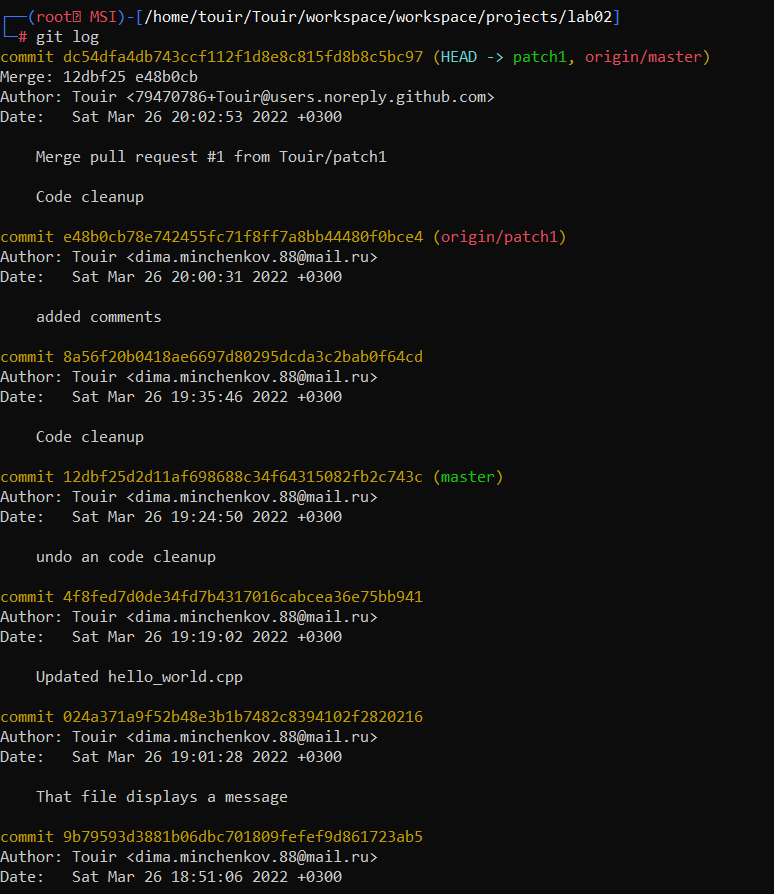 ┌──(root㉿ MSI)-[/home/touir/Touir/workspace/workspace/projects/lab02]
└─# git log
commit dc54dfa4db743ccf112f1d8e8c815fd8b8c5bc97 (HEAD -> patch1, origin/master)
Merge: 12dbf25 e48b0cb
Author: Touir <79470786+Touir@users.noreply.github.com>
Date:   Sat Mar 26 20:02:53 2022 +0300
    Merge pull request #1 from Touir/patch1
    Code cleanup
commit e48b0cb78e742455fc71f8ff7a8bb44480f0bce4 (origin/patch1)
Author: Touir <dima.minchenkov.88@mail.ru>
Date:   Sat Mar 26 20:00:31 2022 +0300
    added comments
commit 8a56f20b0418ae6697d80295dcda3c2bab0f64cd
Author: Touir <dima.minchenkov.88@mail.ru>
Date:   Sat Mar 26 19:35:46 2022 +0300
    Code cleanup
commit 12dbf25d2d11af698688c34f64315082fb2c743c (master)
Author: Touir <dima.minchenkov.88@mail.ru>
Date:   Sat Mar 26 19:24:50 2022 +0300
    undo an code cleanup
commit 4f8fed7d0de34fd7b4317016cabcea36e75bb941
Author: Touir <dima.minchenkov.88@mail.ru>
Date:   Sat Mar 26 19:19:02 2022 +0300
    Updated hello_world.cpp
commit 024a371a9f52b48e3b1b7482c8394102f2820216
Author: Touir <dima.minchenkov.88@mail.ru>
Date:   Sat Mar 26 19:01:28 2022 +0300
    That file displays a message
commit 9b79593d3881b06dbc701809fefef9d861723ab5
Author: Touir <dima.minchenkov.88@mail.ru>
Date:   Sat Mar 26 18:51:06 2022 +0300